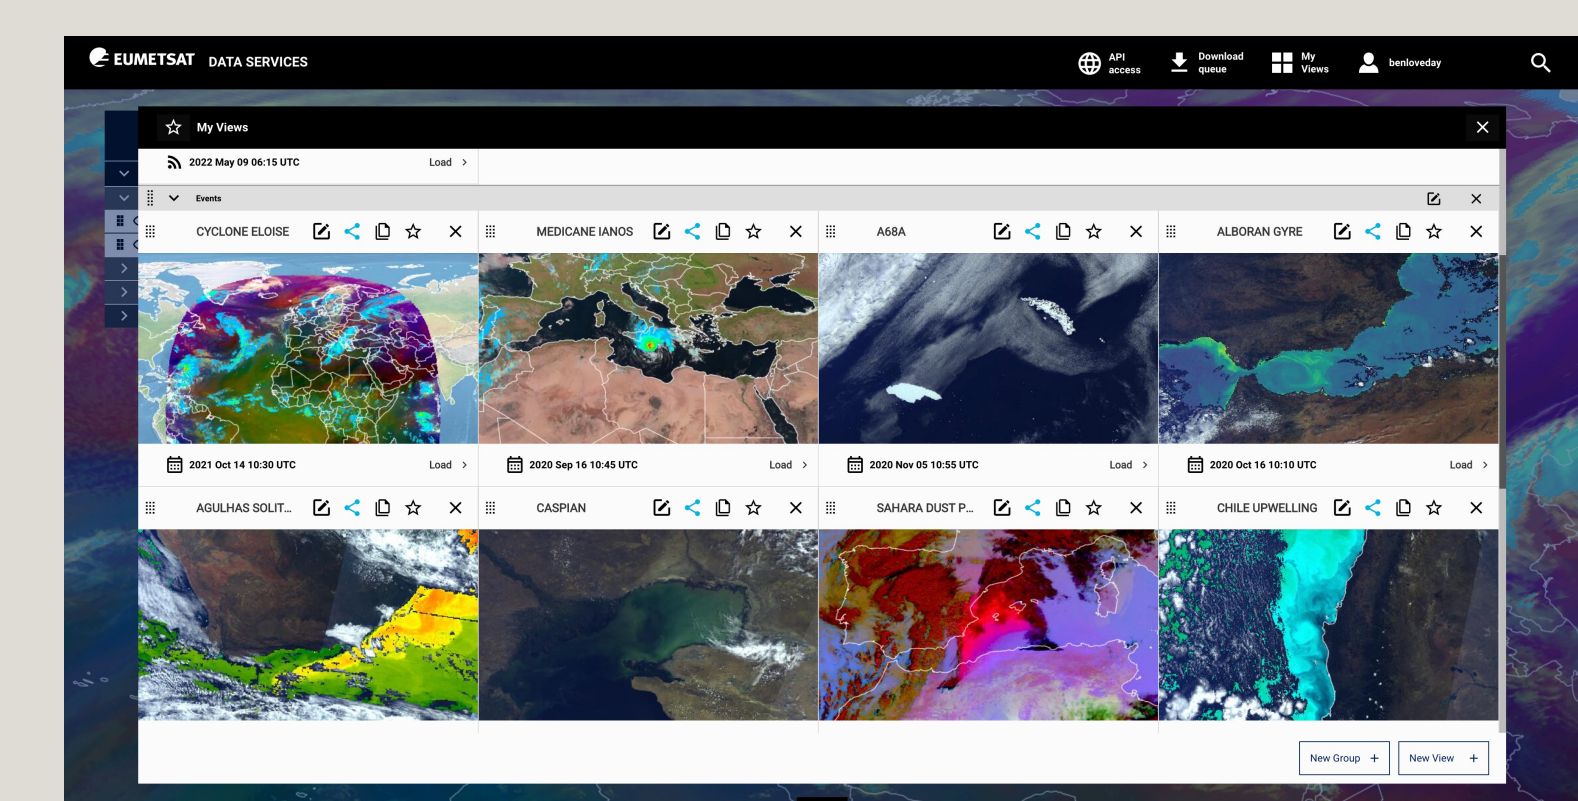 EUMETSAT DATA SERVICES
API access
Download queue
My Views
benloveday
My Views
2022 May 09 06:15 UTC Load >
Events
CYCLONE ELOISE
MEDICANE IANOS
A68A
ALBORAN GYRE
2021 Oct 14 10:30 UTC Load >
2020 Sep 16 10:45 UTC Load >
2020 Nov 05 10:55 UTC Load >
2020 Oct 16 10:10 UTC Load >
AGULHAS SOLIT...
CASPIAN
SAHARA DUST P...
CHILE UPWELLING
New Group +
New View +